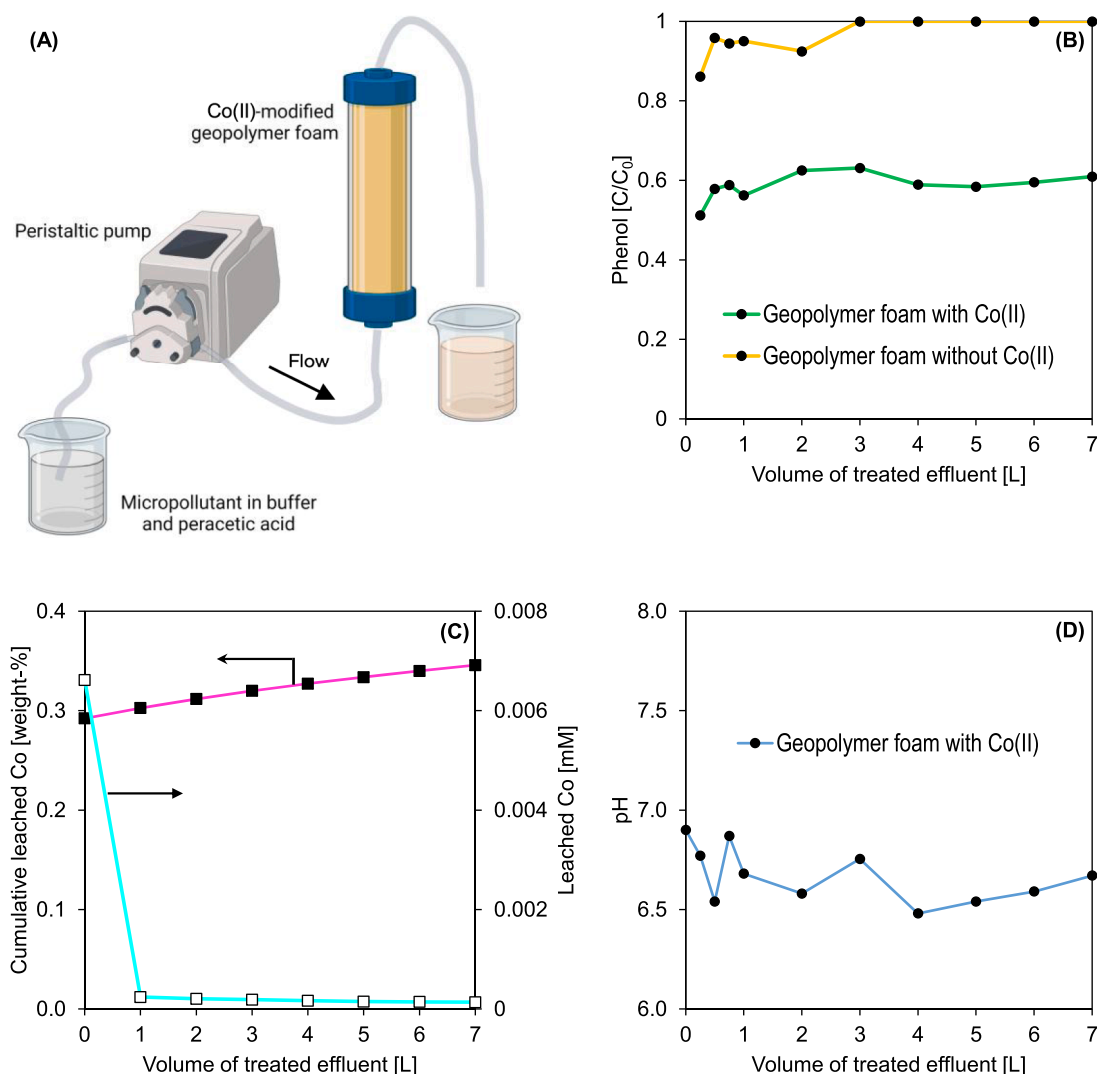 (A)
Co(II)-modified
geopolymer foam
Peristaltic pump
Flow
Micropollutant in buffer
and peracetic acid
(B)
Phenol [C/C₀]
1
0.8
0.6
0.4
0.2
0
Geopolymer foam with Co(II)
Geopolymer foam without Co(II)
0 1 2 3 4 5 6 7
Volume of treated effluent [L]
(C)
Cumulative leached Co [weight-%]
0.4
0.3
0.2
0.1
0.0
0.008
0.006
0.004
0.002
0
Leached Co [mM]
0 1 2 3 4 5 6 7
Volume of treated effluent [L]
(D)
pH
8.0
7.5
7.0
6.5
6.0
Geopolymer foam with Co(II)
0 1 2 3 4 5 6 7
Volume of treated effluent [L]